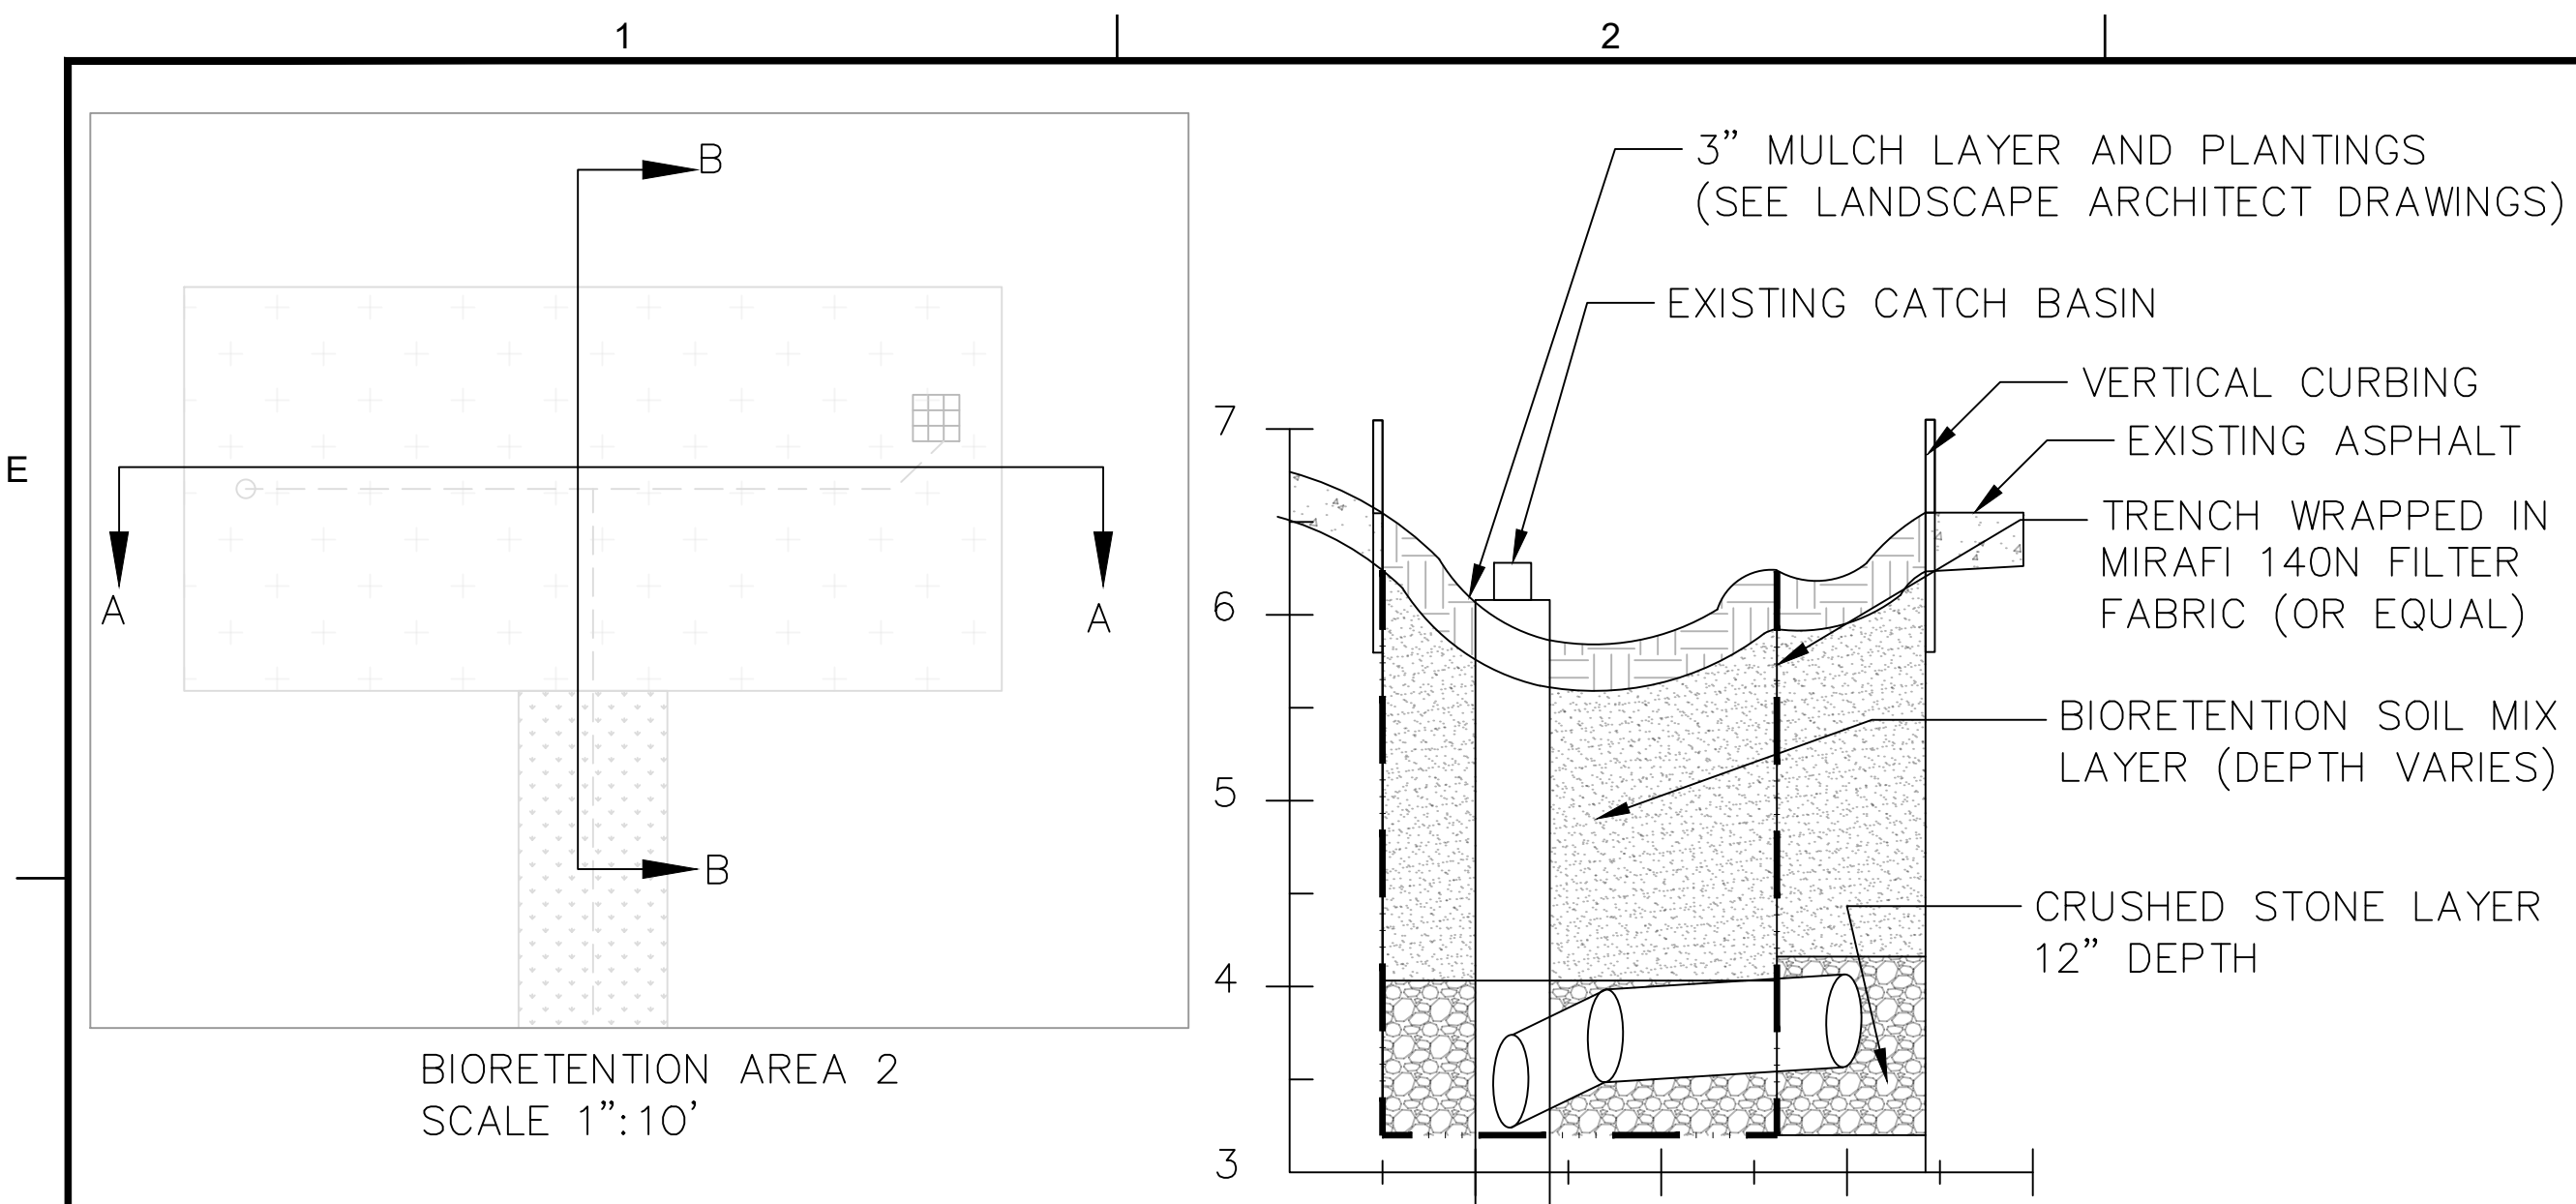 1
2
E
B
A
A
B
BIORETENTION AREA 2
SCALE 1”:10’
3” MULCH LAYER AND PLANTINGS
(SEE LANDSCAPE ARCHITECT DRAWINGS)
EXISTING CATCH BASIN
VERTICAL CURBING
EXISTING ASPHALT
TRENCH WRAPPED IN
MIRAFI 140N FILTER
FABRIC (OR EQUAL)
BIORETENTION SOIL MIX
LAYER (DEPTH VARIES)
CRUSHED STONE LAYER
12” DEPTH
7
6
5
4
3